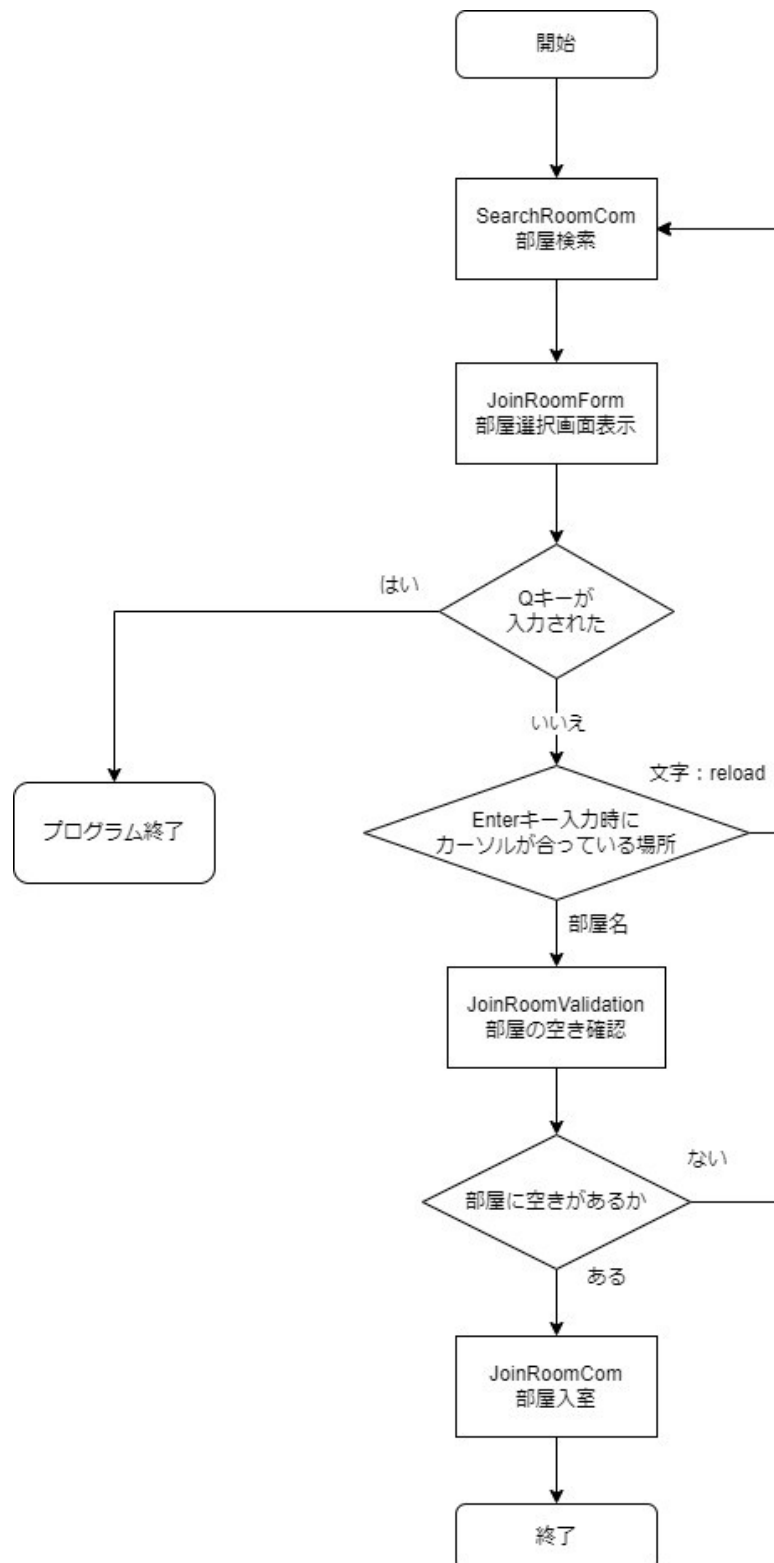 開始
SearchRoomCom
部屋検索
JoinRoomForm
部屋選択画面表示
はい
Qキーが
入力された
いいえ
文字：reload
プログラム終了
Enterキー入力時に
カーソルが合っている場所
部屋名
JoinRoomValidation
部屋の空き確認
ない
部屋に空きがあるか
ある
JoinRoomCom
部屋入室
終了